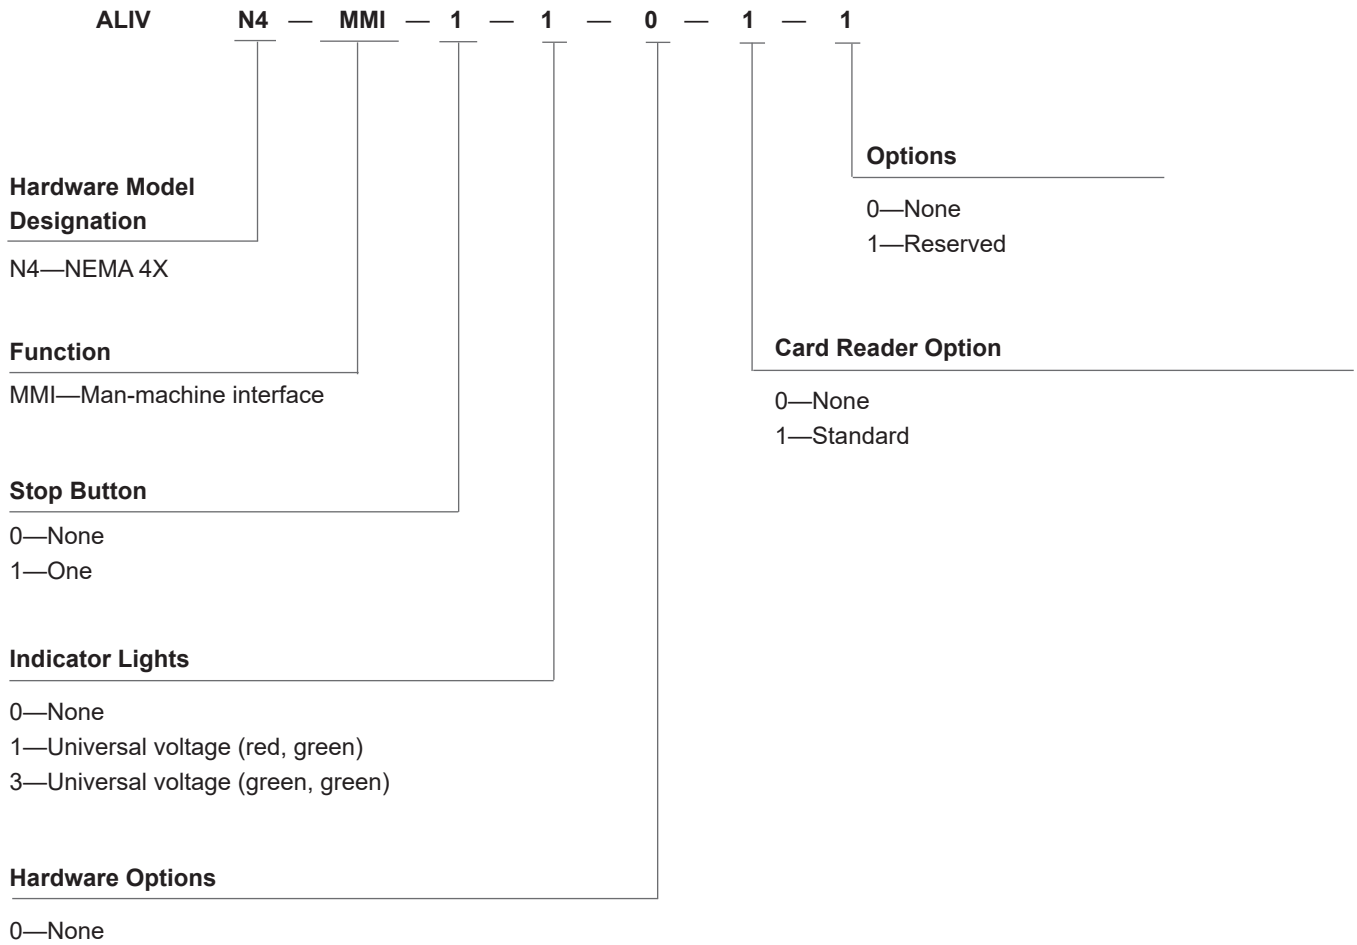 ALIV N4 — MMI — 1 — 1 — 0 — 1 — 1
Hardware Model
Designation
N4—NEMA 4X
Function
MMI—Man-machine interface
Stop Button
0—None
1—One
Indicator Lights
0—None
1—Universal voltage (red, green)
3—Universal voltage (green, green)
Hardware Options
0—None
Options
0—None
1—Reserved
Card Reader Option
0—None
1—Standard